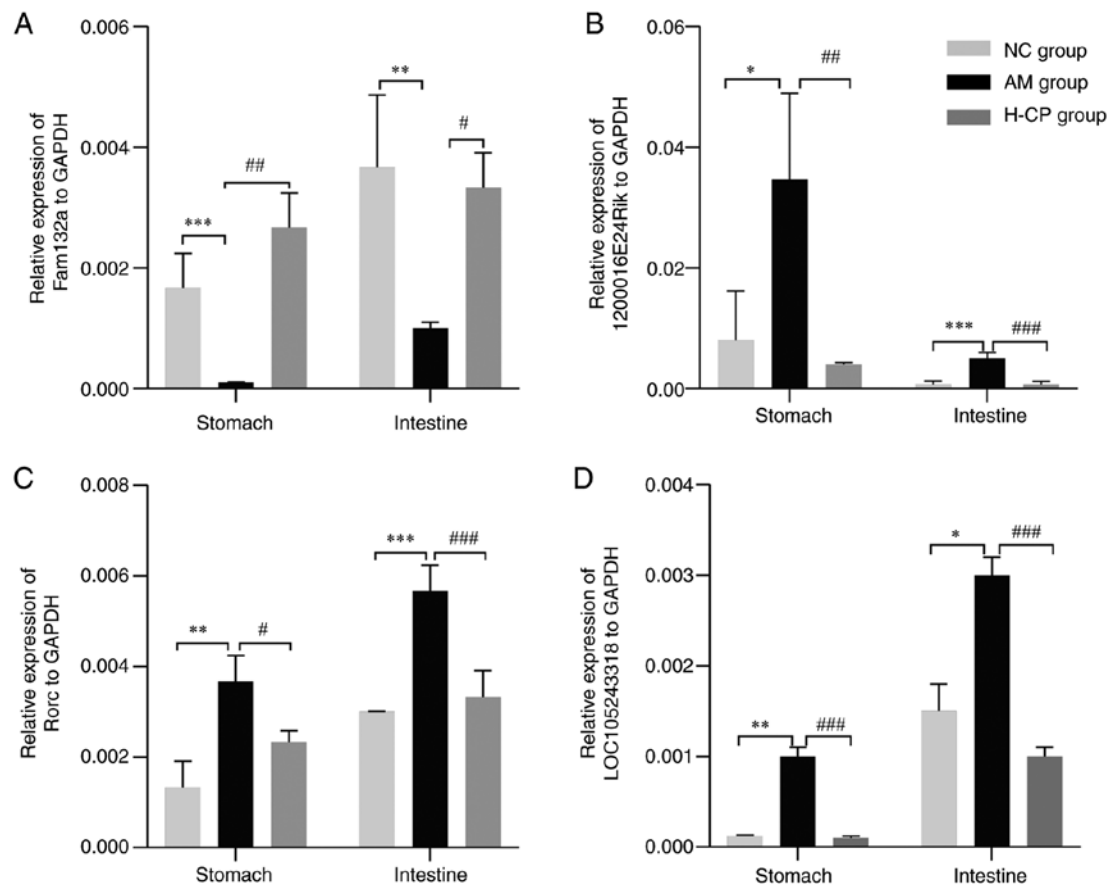 A
Relative expression of
Fam132a to GAPDH
0.006
0.004
0.002
0.000
***
##
**
#
Stomach
Intestine
B
Relative expression of
1200016E24Rik to GAPDH
0.06
0.04
0.02
0.00
*
##
***
###
Stomach
Intestine
NC group
AM group
H-CP group
C
Relative expression of
Rorc to GAPDH
0.008
0.006
0.004
0.002
0.000
**
#
***
###
Stomach
Intestine
D
Relative expression of
LOC105243318 to GAPDH
0.004
0.003
0.002
0.001
0.000
**
###
*
###
Stomach
Intestine